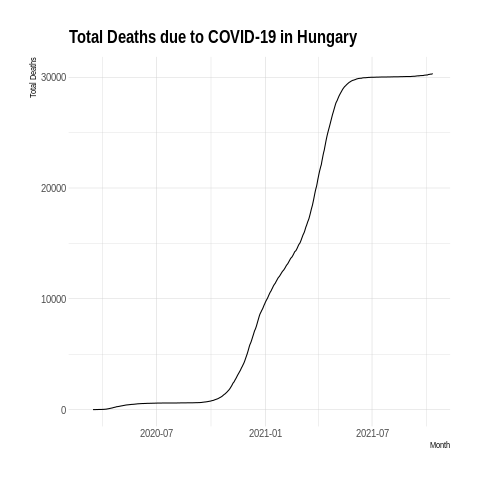 Total Deaths due to COVID-19 in Hungary
Total Deaths
30000
20000
10000
0
2020-07
2021-01
2021-07
Month